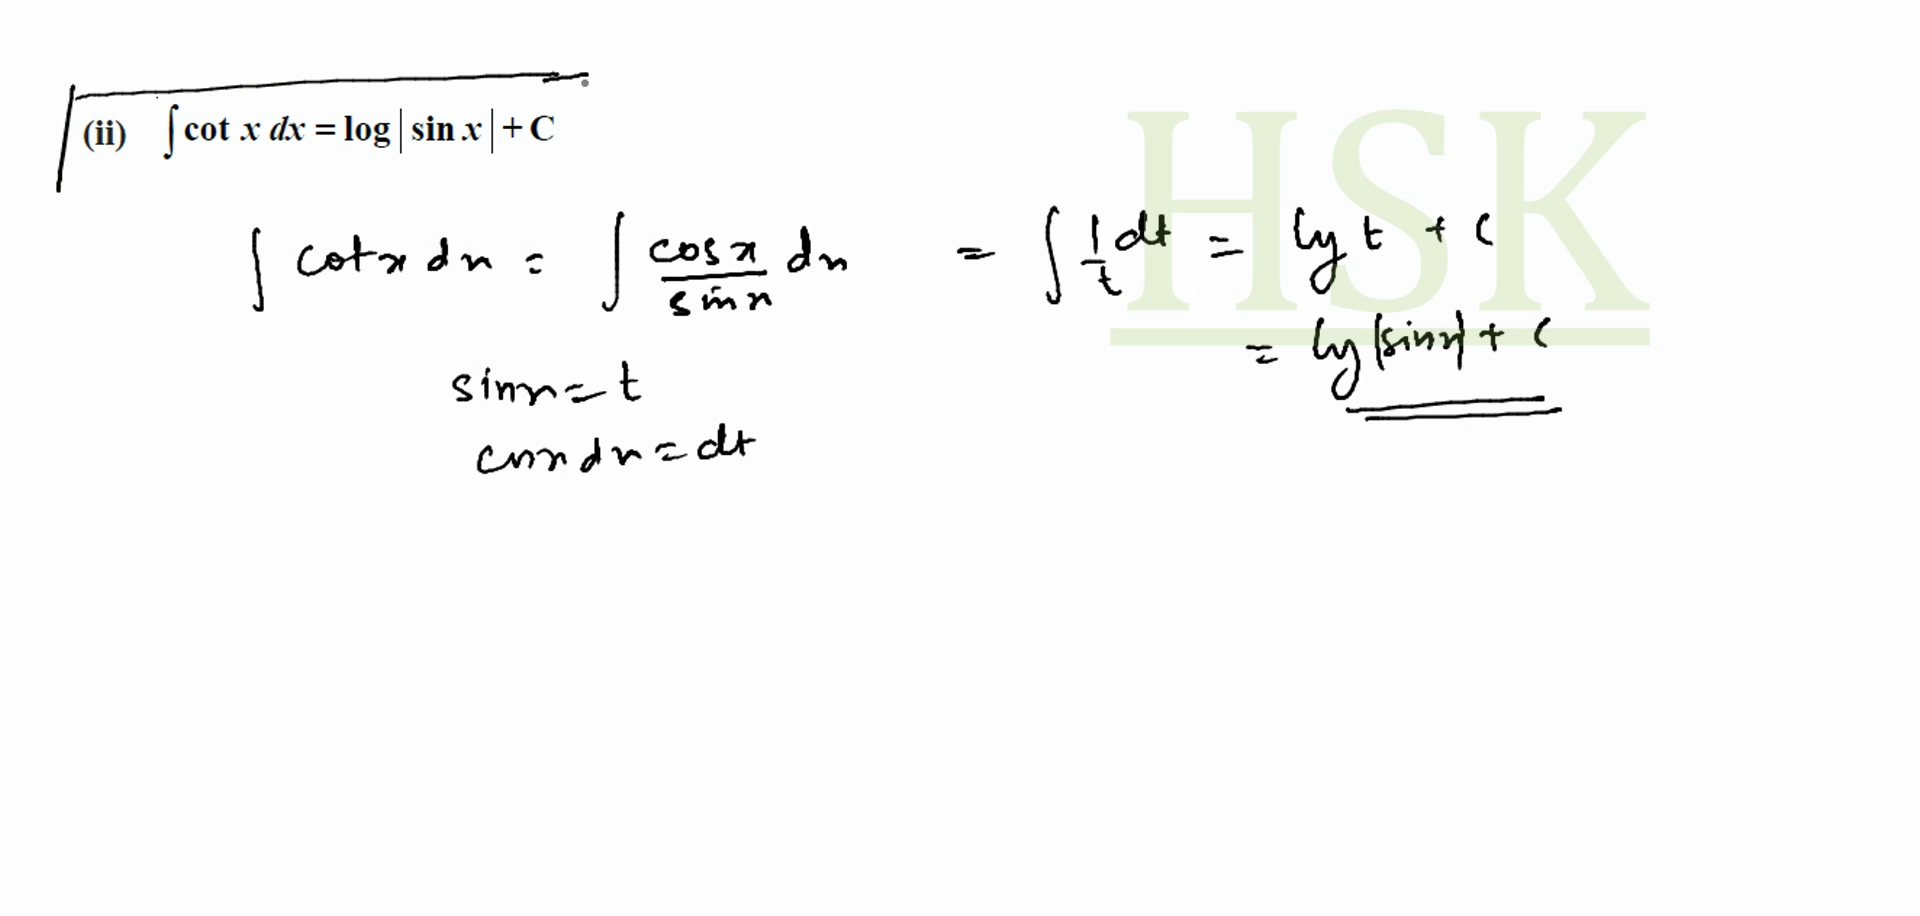 (ii) ∫ cot x dx = log | sin x | + C
HSK
∫ cot x dx = ∫ cos x / sin x dx = ∫ 1/t dt = log t + C
= log |sin x| + C
sin x = t
cos x dx = dt